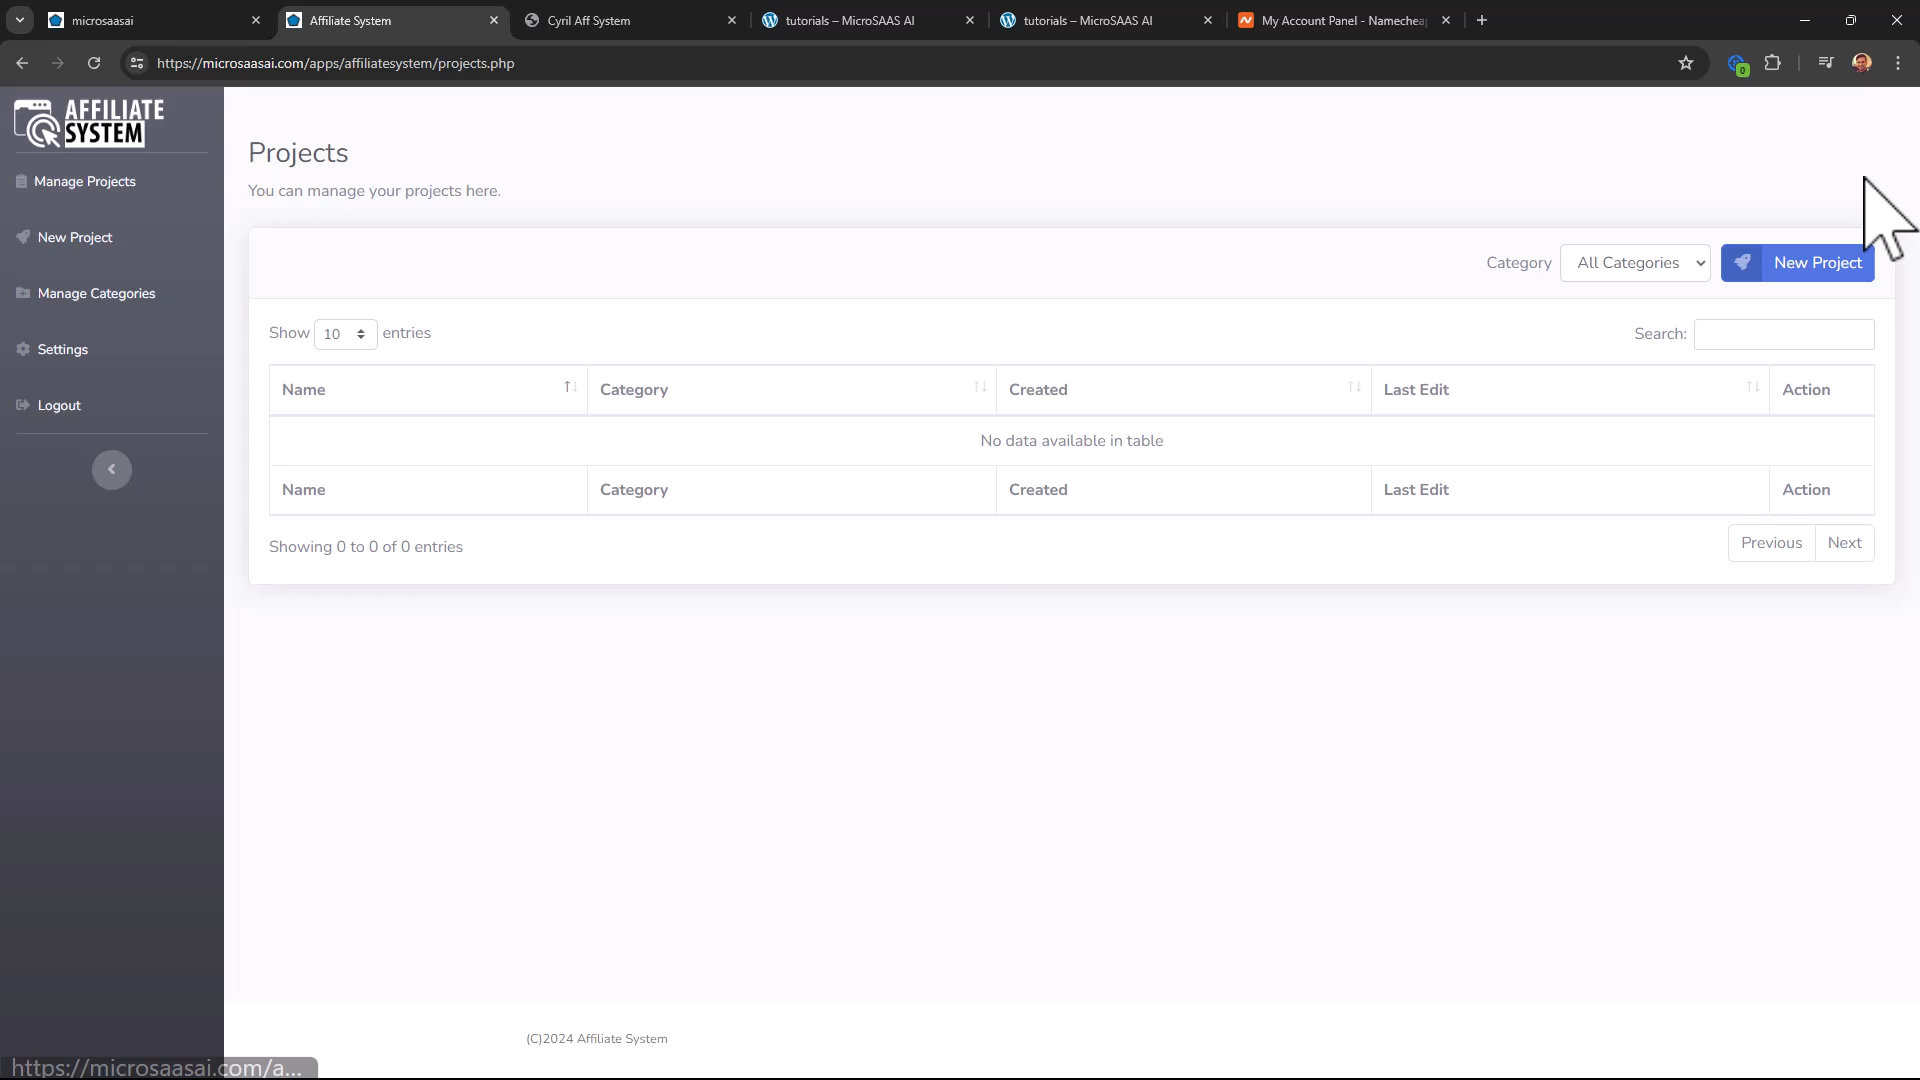 microsaasai
Affiliate System
Cyril Aff System
tutorials – MicroSAAS AI
tutorials – MicroSAAS AI
My Account Panel - Namecheap
https://microsaasai.com/apps/affiliatesystem/projects.php
0
AFFILIATE
SYSTEM
Manage Projects
New Project
Manage Categories
Settings
Logout
Projects
You can manage your projects here.
Category All Categories New Project
Show 10 entries
Search:
Name Category Created Last Edit Action
No data available in table
Name Category Created Last Edit Action
Showing 0 to 0 of 0 entries
Previous Next
(C)2024 Affiliate System
https://microsaasai.com/a...